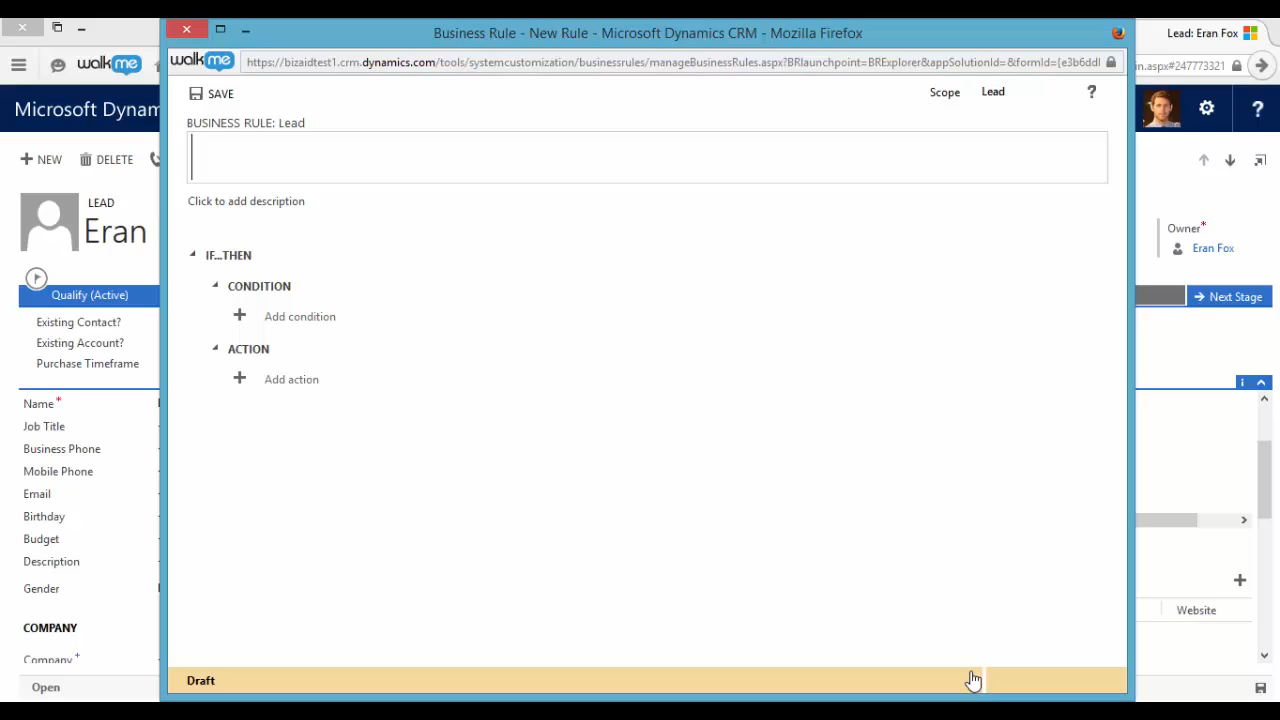 Business Rule - New Rule - Microsoft Dynamics CRM - Mozilla Firefox
Lead: Eran Fox
walkme
walkme
https://bizaidtest1.crm.dynamics.com/tools/systemcustomization/businessrules/manageBusinessRules.aspx?BRlaunchpoint=BRExplorer&appSolutionId=&formId={e3b6ddl
in.aspx#247773321
SAVE
Scope
Lead
?
Microsoft Dynam
?
BUSINESS RULE: Lead
NEW
DELETE
LEAD
Eran
Click to add description
Owner*
Eran Fox
IF...THEN
CONDITION
Add condition
ACTION
Add action
Qualify (Active)
Next Stage
Existing Contact?
Existing Account?
Purchase Timeframe
Name*
Job Title
Business Phone
Mobile Phone
Email
Birthday
Budget
Description
Gender
Website
COMPANY
Company+
Draft
Open